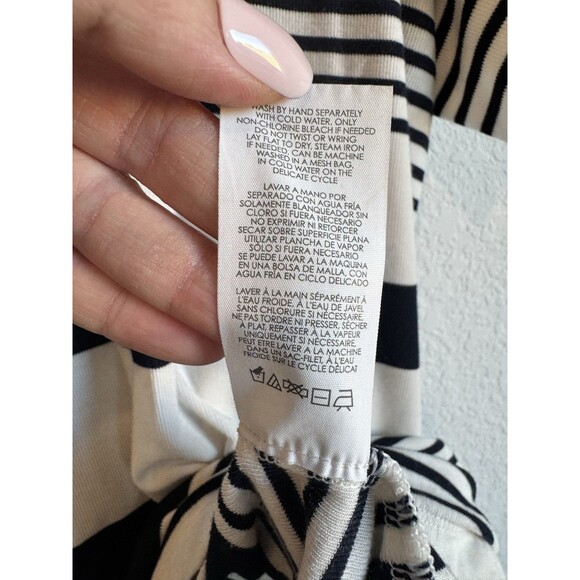 WASH BY HAND SEPARATELY
WITH COLD WATER, ONLY
NON-CHLORINE BLEACH IF NEEDED
DO NOT TWIST OR WRING
LAY FLAT TO DRY, STEAM IRON
IF NEEDED, CAN BE MACHINE
WASHED IN A MESH BAG,
IN COLD WATER ON THE
DELICATE CYCLE
LAVAR A MANO POR
SEPARADO CON AGUA FRÍA
SOLAMENTE BLANQUEADOR SIN
CLORO SI FUERA NECESARIO
NO EXPRIMIR NI RETORCER
SECAR SOBRE SUPERFICIE PLANA
UTILIZAR PLANCHA DE VAPOR
SÓLO SI FUERA NECESARIO
SE PUEDE LAVAR A LA MAQUINA
EN UNA BOLSA DE MALLA, CON
AGUA FRÍA EN CICLO DELICADO
LAVER À LA MAIN SÉPARÉMENT À
L'EAU FROIDE, À L'EAU DE JAVEL
SANS CHLORURE SI NÉCESSAIRE,
NE PAS TORDRE NI PRESSER, SÉCHER
À PLAT, REPASSER À LA VAPEUR
UNIQUEMENT SI NÉCESSAIRE,
PEUT ÊTRE LAVER À LA MACHINE
DANS UN SAC-FILET, À L'EAU
FROIDE SUR LE CYCLE DÉLICAT